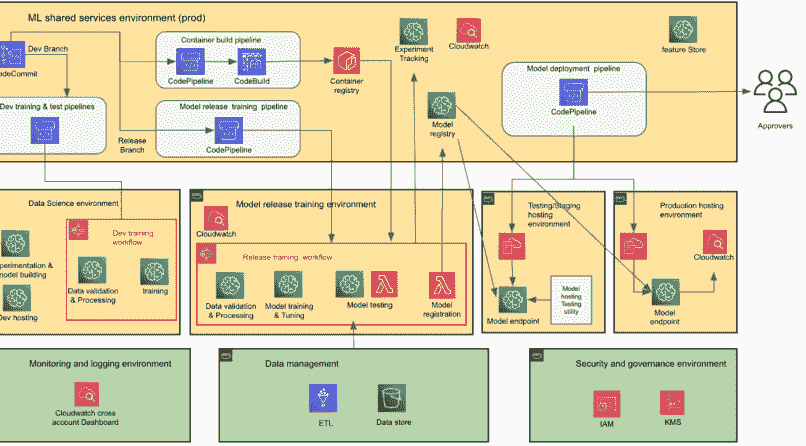 ML shared services environment (prod)
Dev Branch
Container build pipeline
CodePipeline
CodeBuild
Container
registry
Experiment
Tracking
Cloudwatch
feature Store
Model deployment pipeline
CodePipeline
Approvers
Dev training & test pipelines
Model release training pipeline
CodePipeline
Release
Branch
Model
registry
Data Science environment
Dev training
workflow
model building
Data validation
& Processing
training
Dev hosting
Model release training environment
Cloudwatch
Release training workflow
Data validation
& Processing
Model training
& Tuning
Model testing
Model
registration
Testing/Staging
hosting
environment
Model endpoint
Model
hosting
Testing
utility
Production hosting
environment
Cloudwatch
Model
endpoint
Monitoring and logging environment
Cloudwatch cross
account Dashboard
Data management
ETL
Data store
Security and governance environment
IAM
KMS